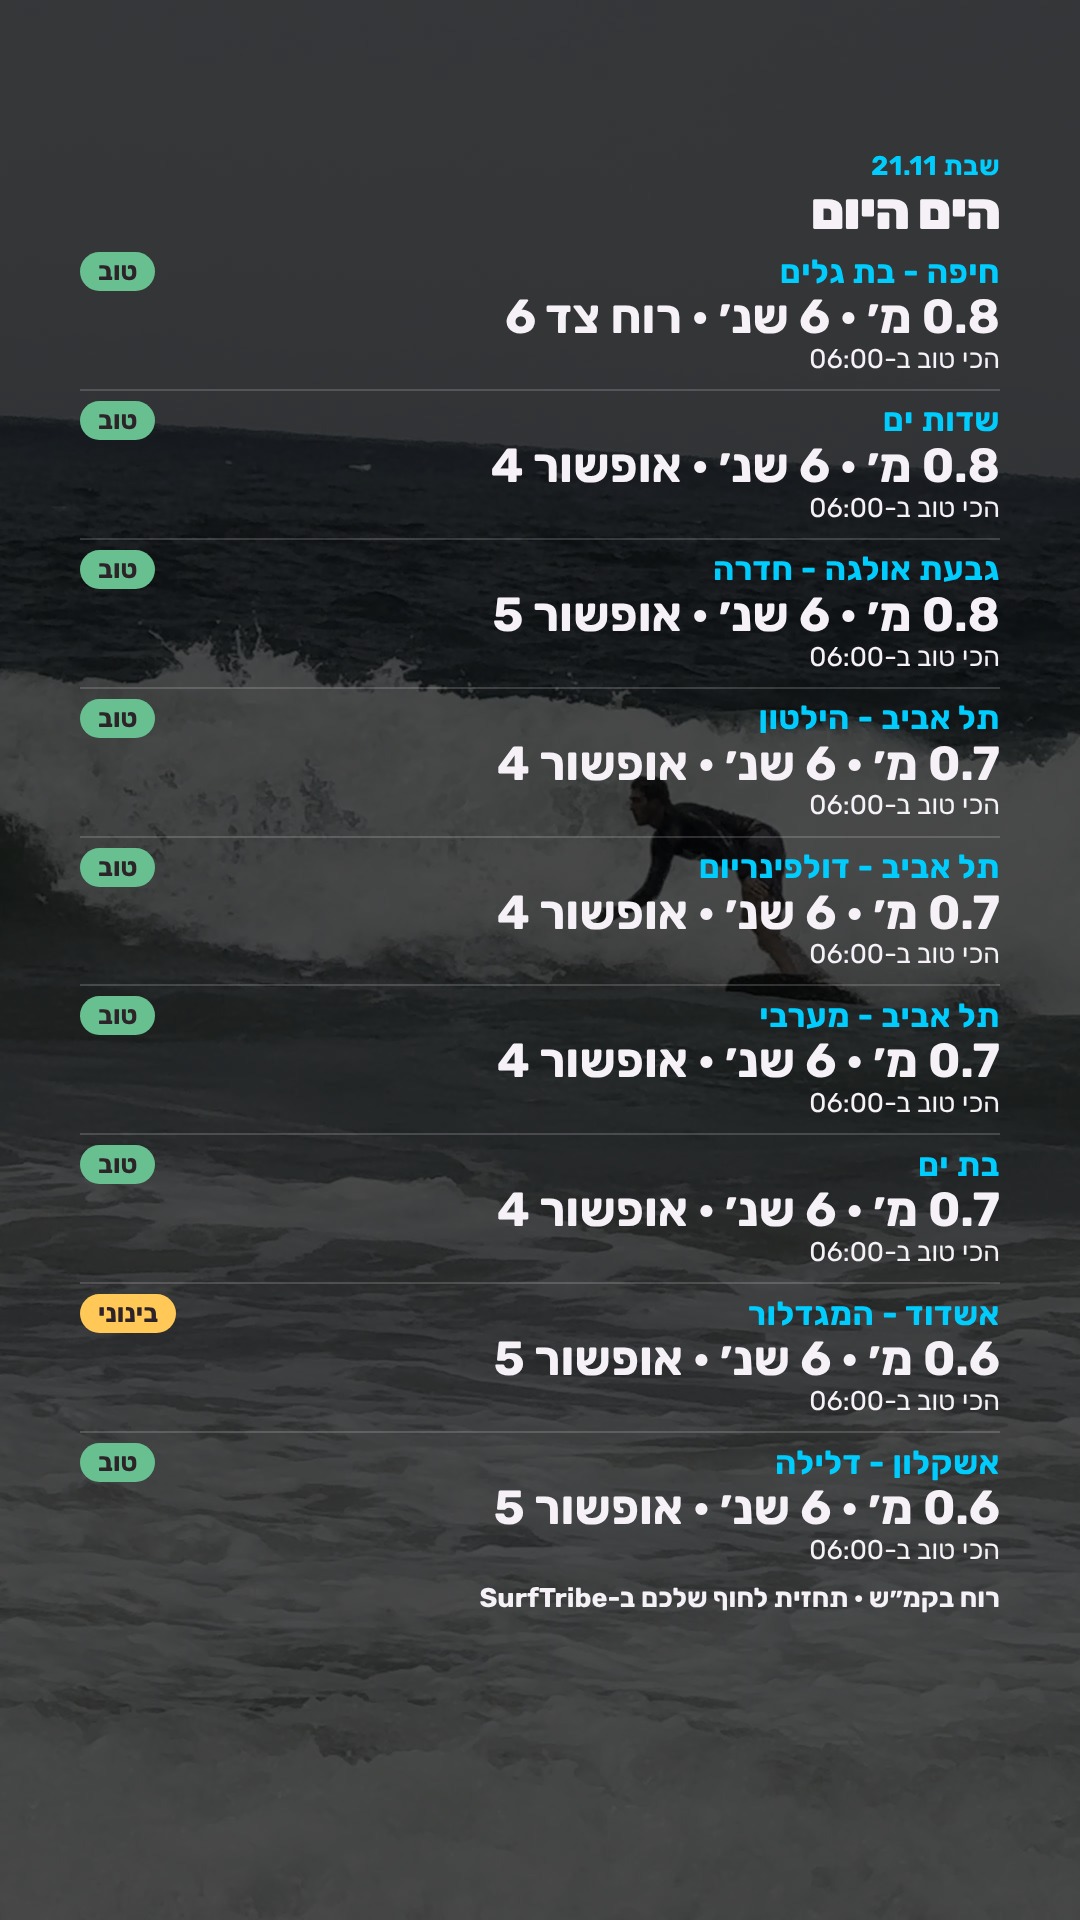 שבת 21.11
הים היום
חיפה - בת גלים
טוב
0.8 מ׳ • 6 שנ׳ • רוח צד 6
הכי טוב ב-06:00
שדות ים
טוב
0.8 מ׳ • 6 שנ׳ • אופשור 4
הכי טוב ב-06:00
גבעת אולגה - חדרה
טוב
0.8 מ׳ • 6 שנ׳ • אופשור 5
הכי טוב ב-06:00
תל אביב - הילטון
טוב
0.7 מ׳ • 6 שנ׳ • אופשור 4
הכי טוב ב-06:00
תל אביב - דולפינריום
טוב
0.7 מ׳ • 6 שנ׳ • אופשור 4
הכי טוב ב-06:00
תל אביב - מערבי
טוב
0.7 מ׳ • 6 שנ׳ • אופשור 4
הכי טוב ב-06:00
בת ים
טוב
0.7 מ׳ • 6 שנ׳ • אופשור 4
הכי טוב ב-06:00
אשדוד - המגדלור
בינוני
0.6 מ׳ • 6 שנ׳ • אופשור 5
הכי טוב ב-06:00
אשקלון - דלילה
טוב
0.6 מ׳ • 6 שנ׳ • אופשור 5
הכי טוב ב-06:00
רוח בקמ״ש • תחזית לחוף שלכם ב-SurfTribe